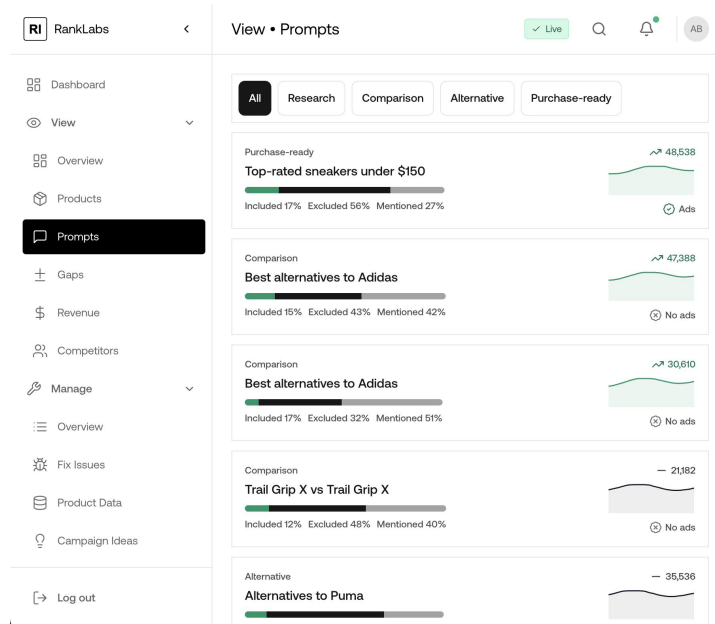 RI RankLabs
View • Prompts
Live
AB
Dashboard
View
Overview
Products
Prompts
Gaps
Revenue
Competitors
Manage
Overview
Fix Issues
Product Data
Campaign Ideas
Log out
All Research Comparison Alternative Purchase-ready
Purchase-ready
48,538
Top-rated sneakers under $150
Included 17% Excluded 56% Mentioned 27%
Ads
Comparison
47,388
Best alternatives to Adidas
Included 15% Excluded 43% Mentioned 42%
No ads
Comparison
30,610
Best alternatives to Adidas
Included 17% Excluded 32% Mentioned 51%
No ads
Comparison
21,182
Trail Grip X vs Trail Grip X
Included 12% Excluded 48% Mentioned 40%
No ads
Alternative
35,536
Alternatives to Puma